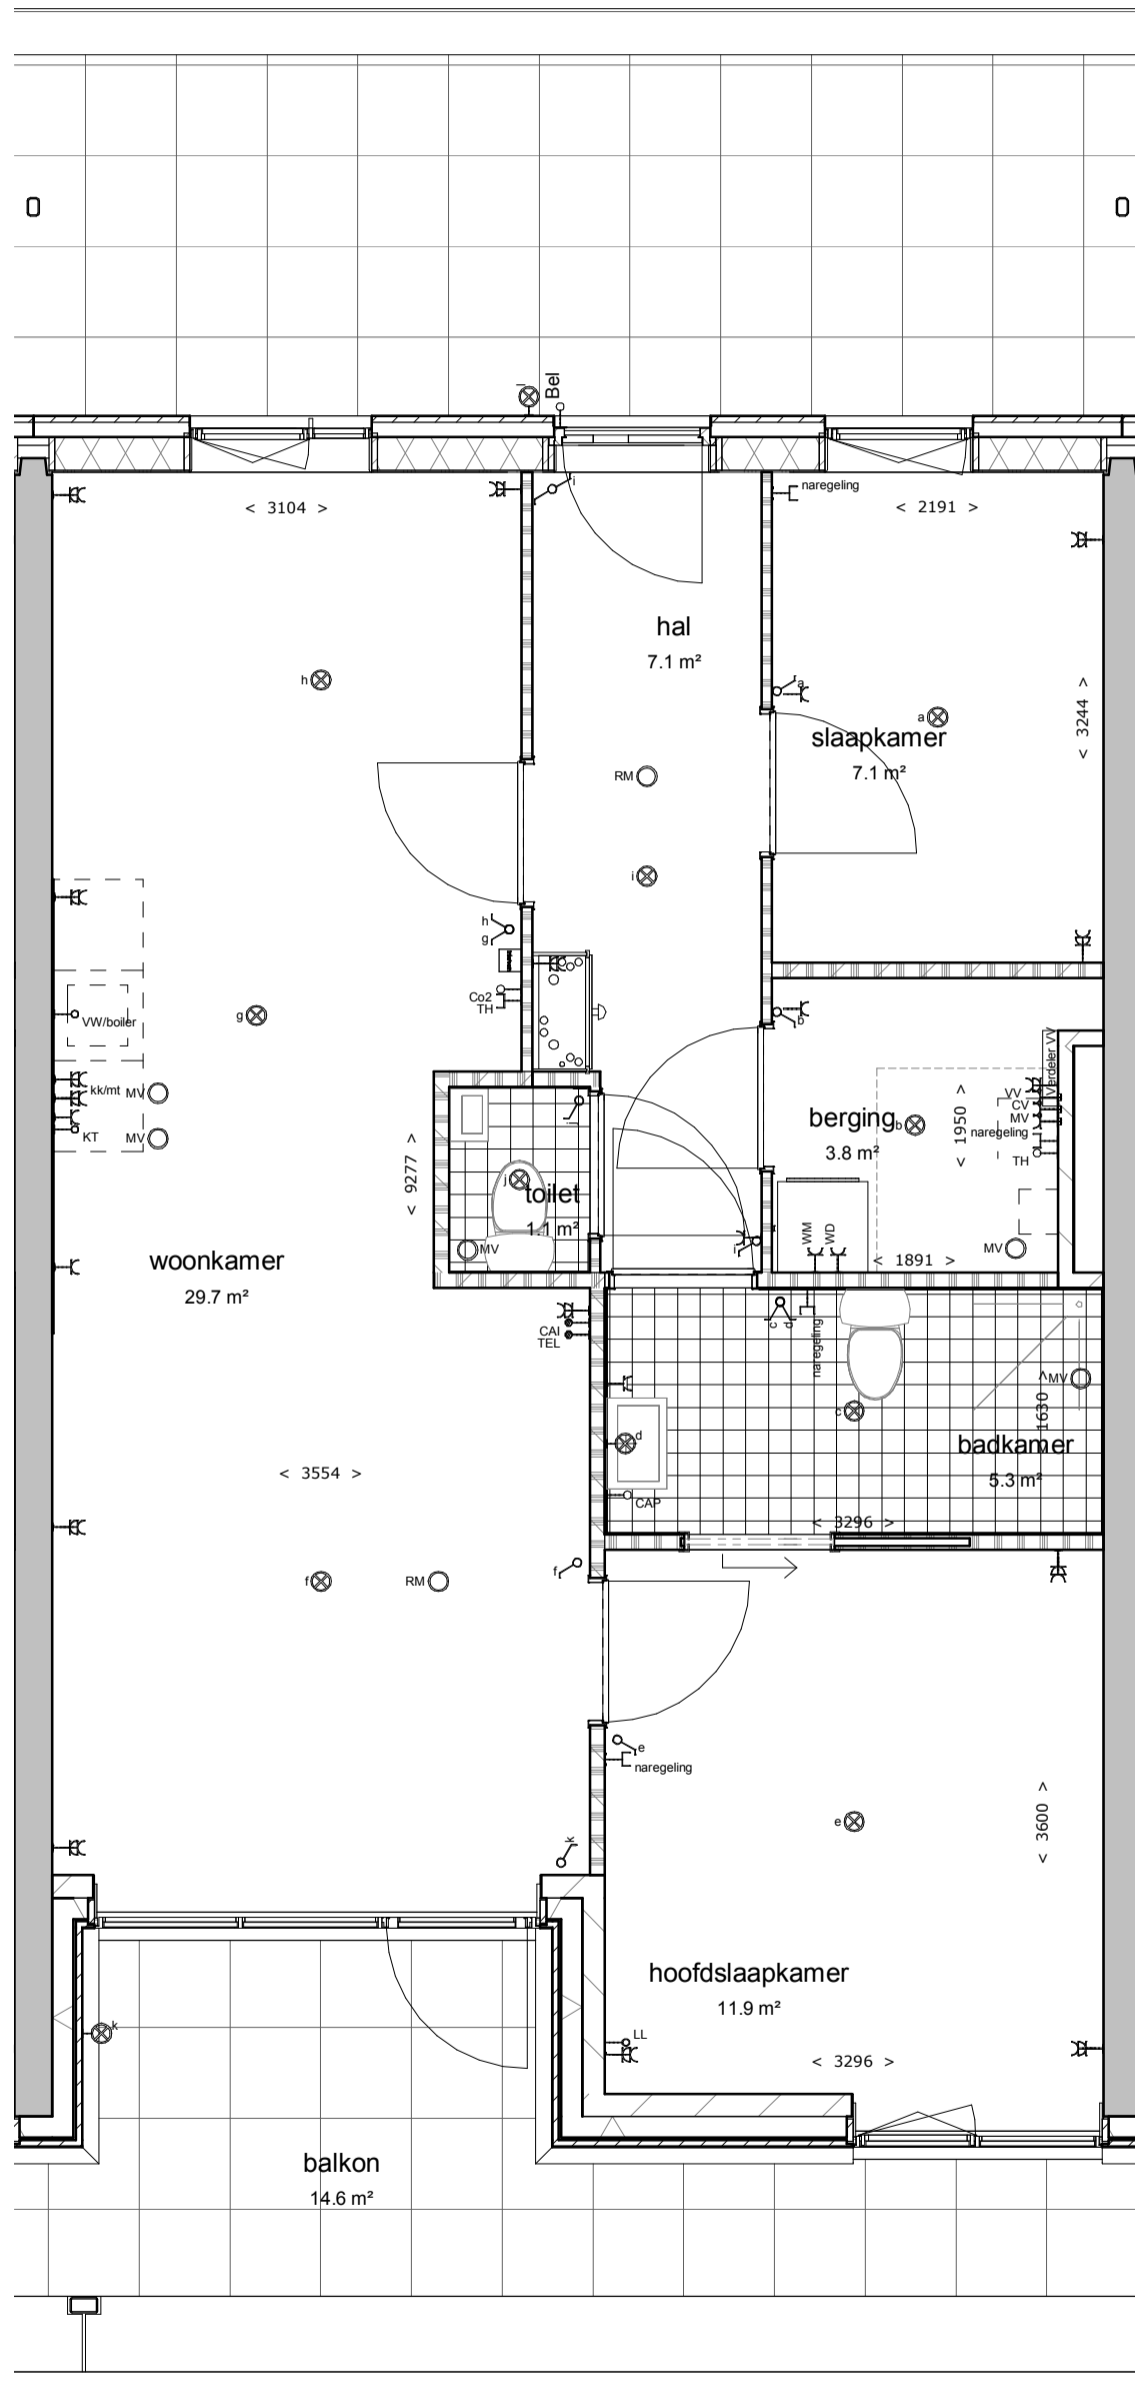 Bel
i
i
< 3104 >
naregeling
< 2191 >
hal
7.1 m²
h
a
a
slaapkamer
7.1 m²
< 3244 >
RM
i
h
g
Co2
TH
g
VW/boiler
kk/mt
MV
MV
KT
b
Verdeler VV
VV
CV
MV
naregeling
TH
berging
b
3.8 m²
< 1950 >
< 9277 >
j
j
toilet
1.1 m²
MV
i
WM
WD
MV
< 1891 >
woonkamer
29.7 m²
CAI
TEL
c
d
naregeling
MV
< 1630 >
c
d
badkamer
5.3 m²
CAP
< 3296 >
< 3554 >
f
f
RM
e
naregeling
e
< 3600 >
k
hoofdslaapkamer
11.9 m²
k
LL
< 3296 >
balkon
14.6 m²